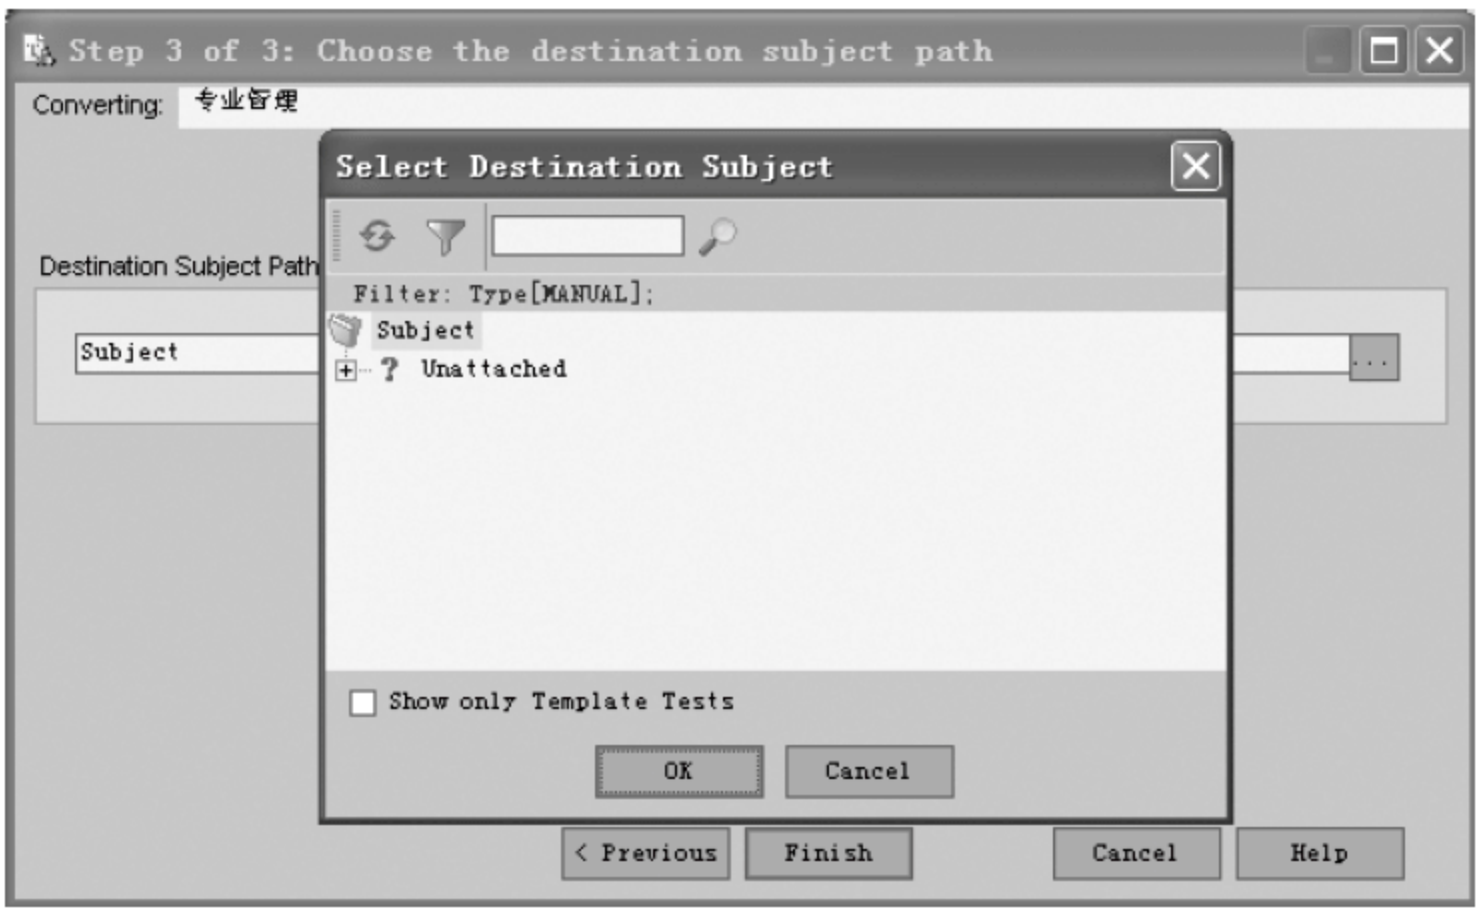 Step 3 of 3: Choose the destination subject path
Converting: 专业管理
Select Destination Subject
Filter: Type[MANUAL];
Destination Subject Path
Subject
Unattached
Subject
...
Show only Template Tests
OK Cancel
< Previous Finish Cancel Help